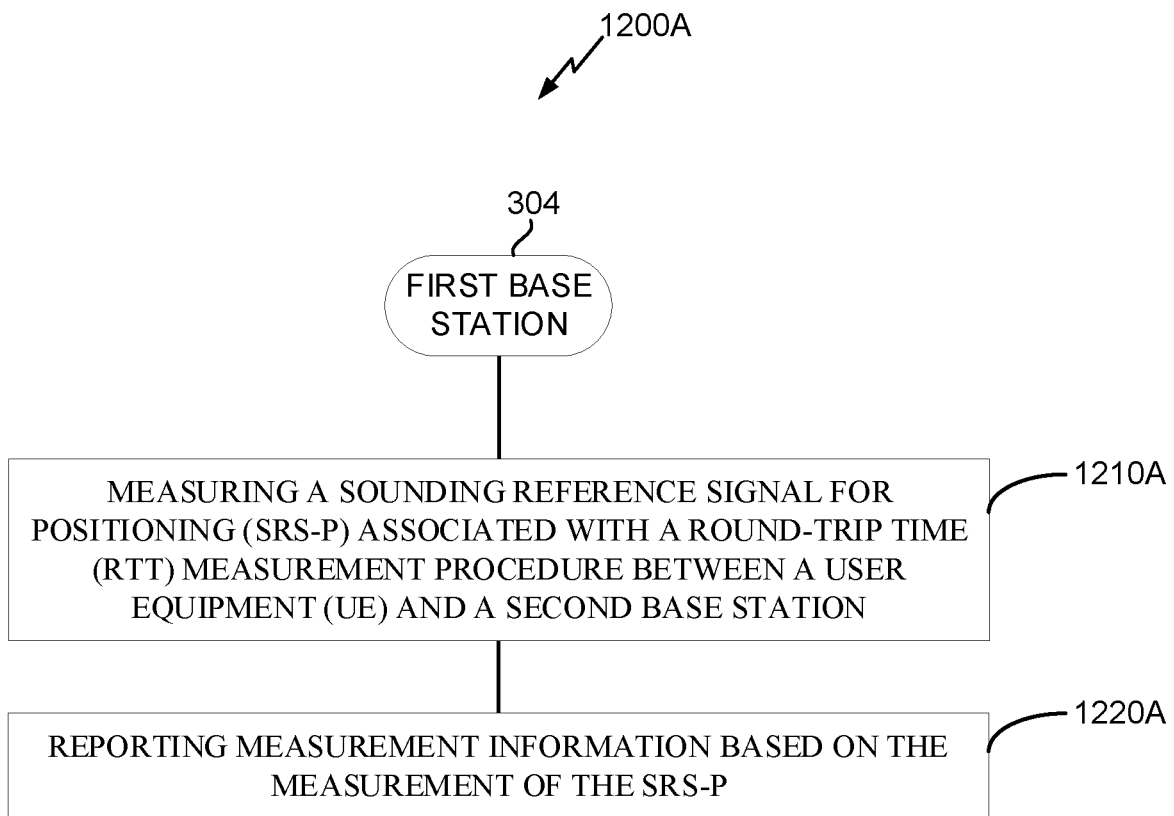 1200A
304
FIRST BASE
STATION
1210A
MEASURING A SOUNDING REFERENCE SIGNAL FOR
POSITIONING (SRS-P) ASSOCIATED WITH A ROUND-TRIP TIME
(RTT) MEASUREMENT PROCEDURE BETWEEN A USER
EQUIPMENT (UE) AND A SECOND BASE STATION
1220A
REPORTING MEASUREMENT INFORMATION BASED ON THE
MEASUREMENT OF THE SRS-P